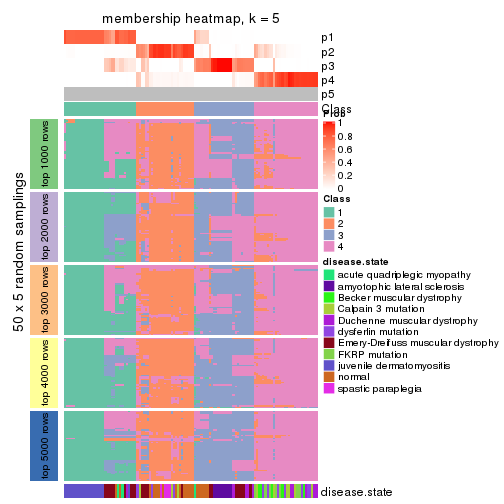 membership heatmap, k = 5
p1
p2
p3
p4
p5
Class
Prob
1
0.8
0.6
0.4
0.2
0
Class
1
2
3
4
disease.state
acute quadriplegic myopathy
amyotrophic lateral sclerosis
Becker muscular dystrophy
Calpain 3 mutation
Duchenne muscular dystrophy
dysferlin mutation
Emery-Dreifuss muscular dystrophy
FKRP mutation
juvenile dermatomyositis
normal
spastic paraplegia
50 x 5 random samplings
top 1000 rows
top 2000 rows
top 3000 rows
top 4000 rows
top 5000 rows
disease.state